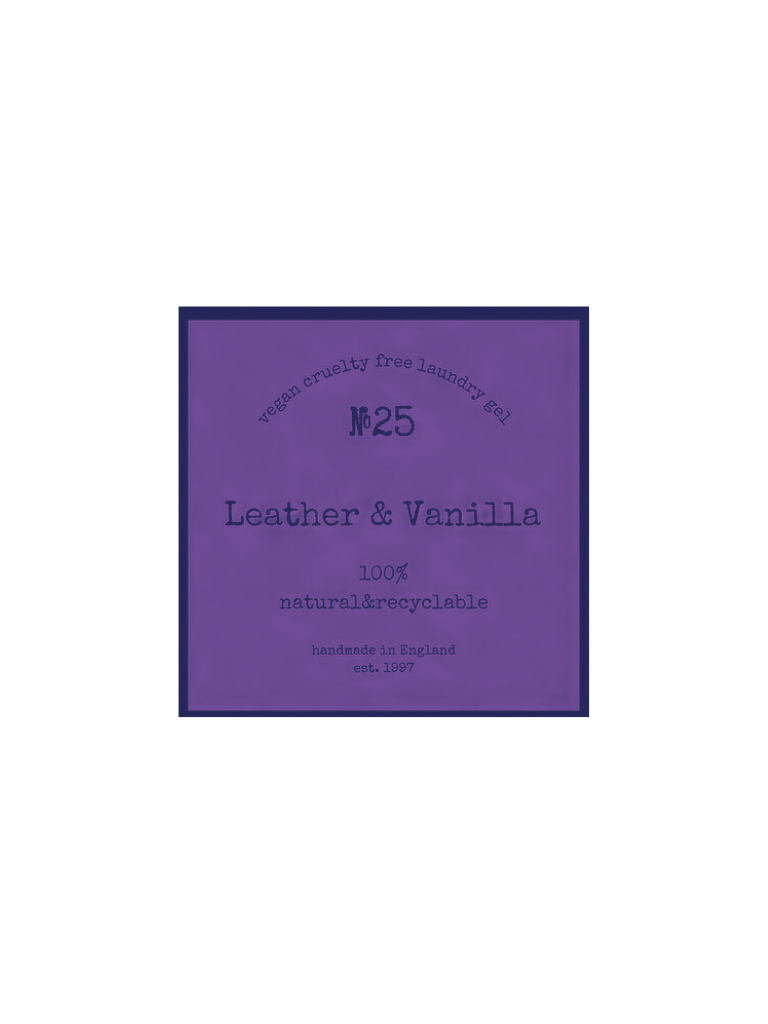 vegan cruelty free laundry gel
№25
Leather & Vanilla
100%
natural&recyclable
handmade in England
est. 1997